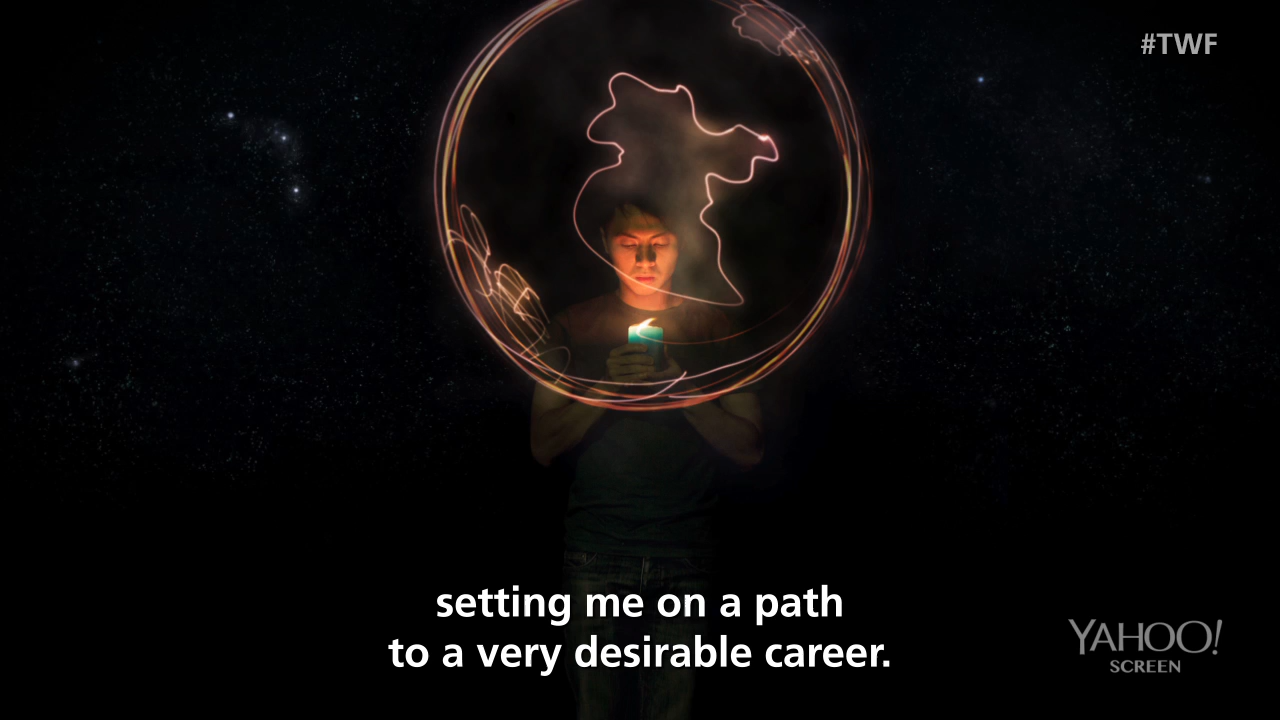 #TWF
setting me on a path
to a very desirable career.
YAHOO!
SCREEN